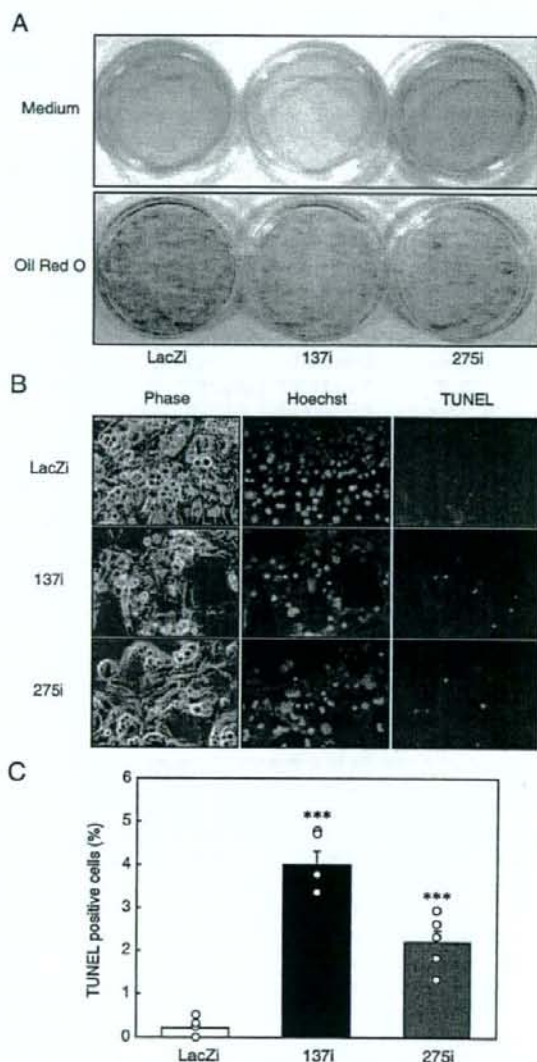 A
Medium
Oil Red O
LacZi 137i 275i
B
Phase Hoechst TUNEL
LacZi
137i
275i
C
TUNEL positive cells (%)
6
5
4
3
2
1
0
***
***
LacZi 137i 275i